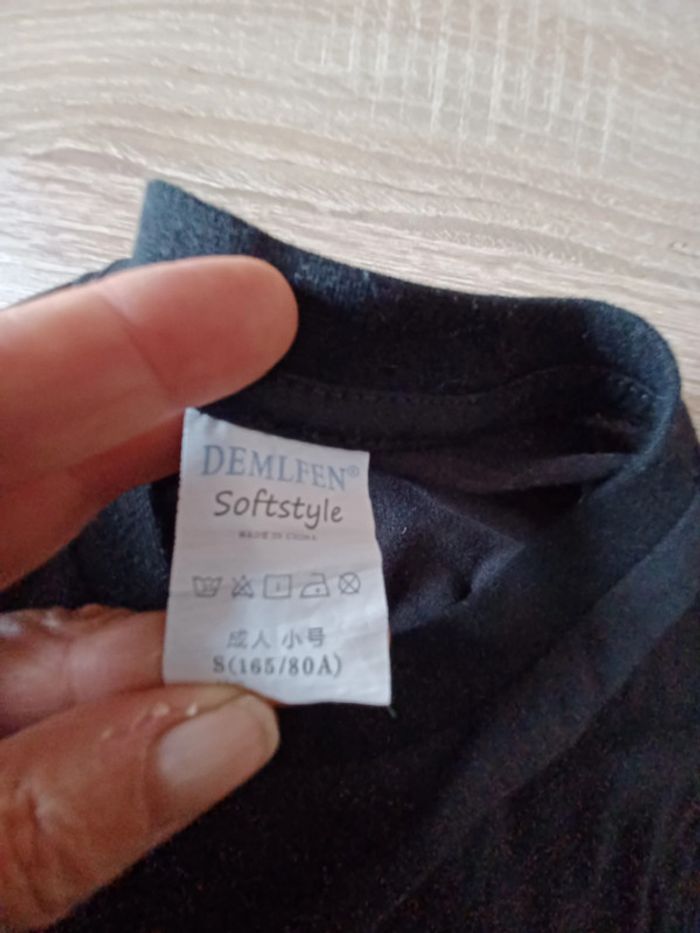 DEMLFEN®
Softstyle
MADE IN CHINA
成人 小号
S(165/80A)